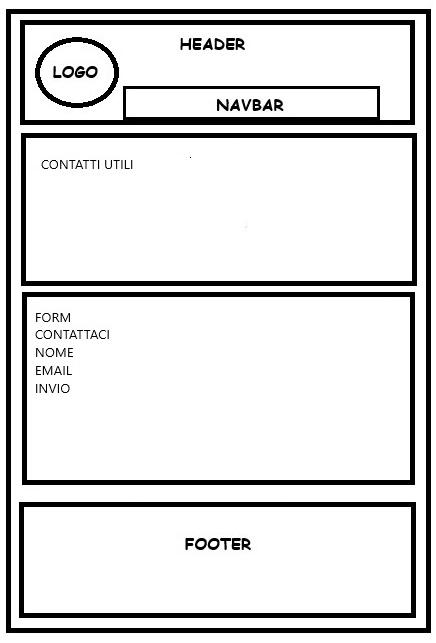 HEADER
LOGO
NAVBAR
CONTATTI UTILI
FORM
CONTATTACI
NOME
EMAIL
INVIO
FOOTER